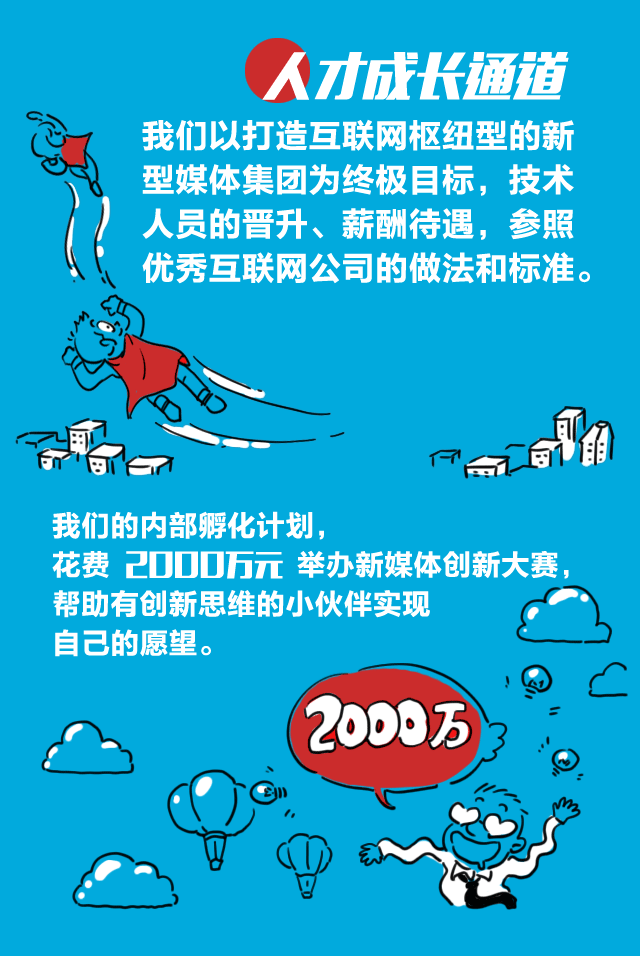 人才成长通道
我们以打造互联网枢纽型的新
型媒体集团为终极目标，技术
人员的晋升、薪酬待遇，参照
优秀互联网公司的做法和标准。
我们的内部孵化计划，
花费 2000万元 举办新媒体创新大赛，
帮助有创新思维的小伙伴实现
自己的愿望。
2000万